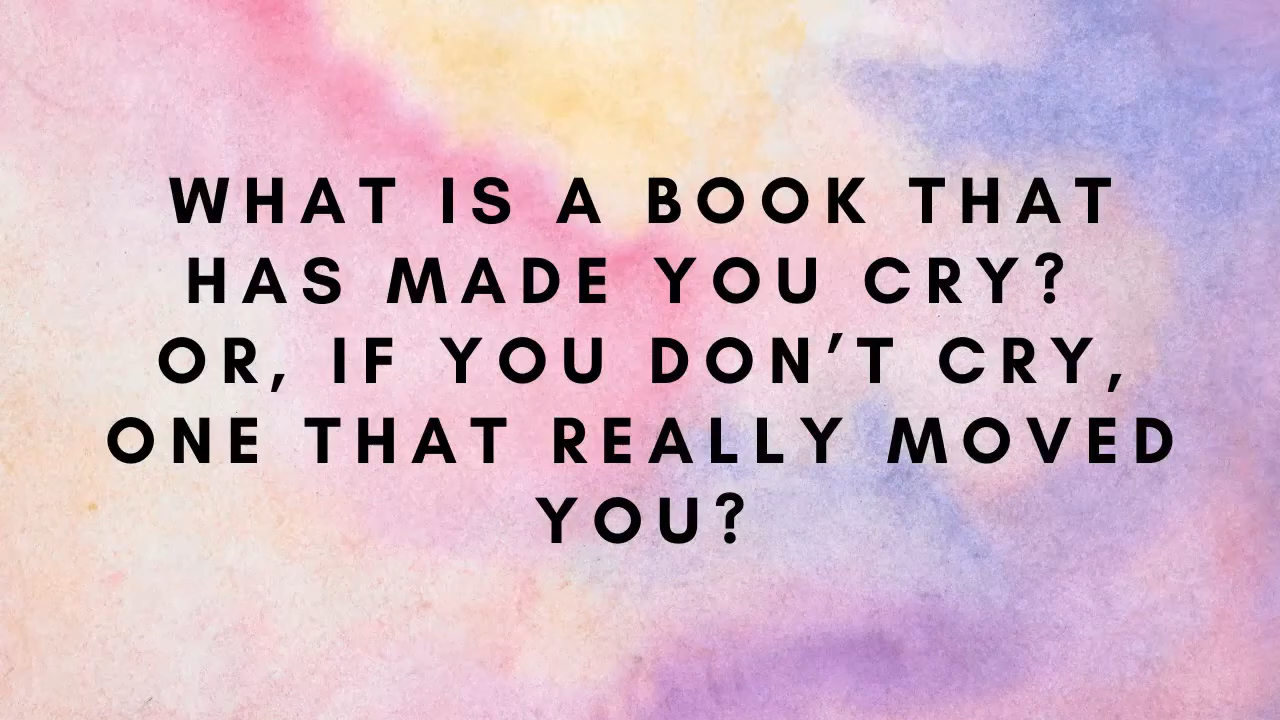 WHAT IS A BOOK THAT
HAS MADE YOU CRY?
OR, IF YOU DON’T CRY,
ONE THAT REALLY MOVED
YOU?